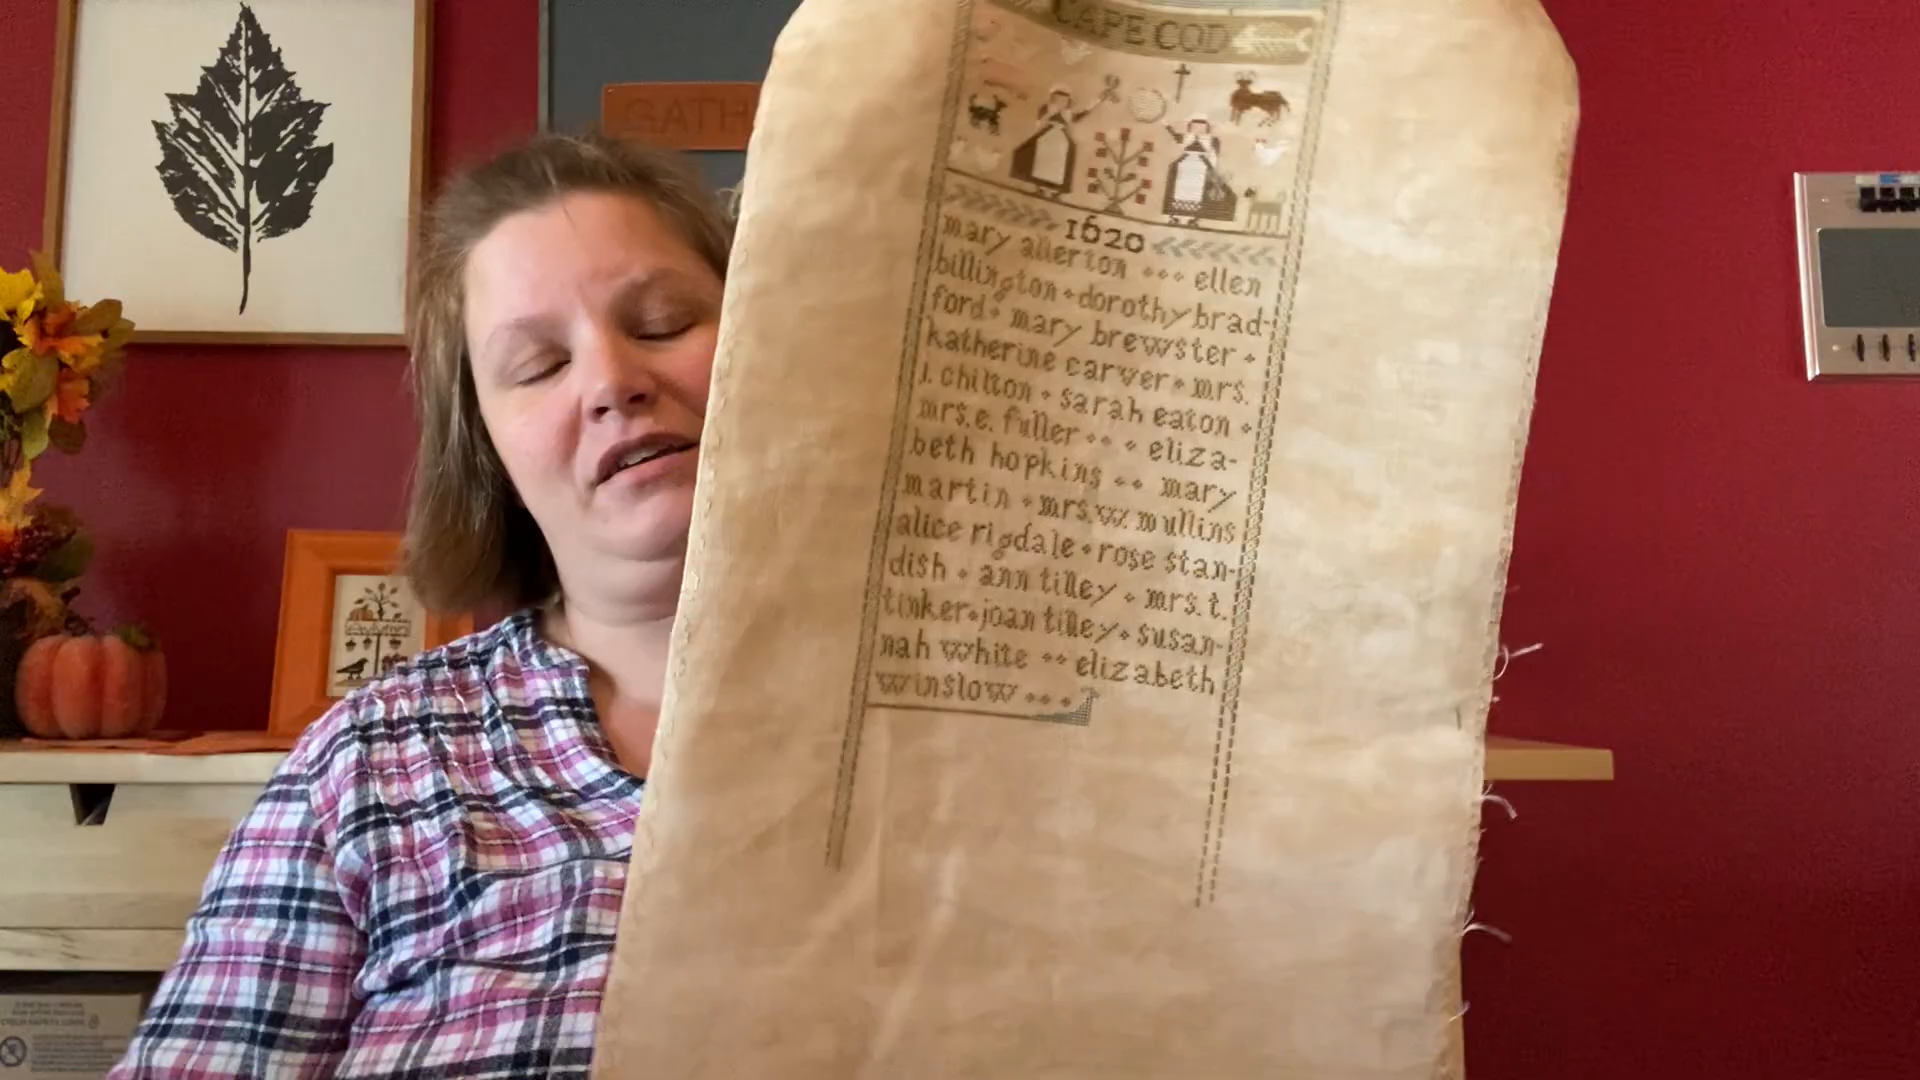 GATH
CAPE COD
1620
mary allerton ellen
billington dorothy brad-
ford mary brewster
katherine carver mrs.
j. chilton sarah eaton
mrs. e. fuller eliza-
beth hopkins mary
martin mrs. w. mullins
alice rigdale rose stan-
dish ann tilley mrs. t.
tinker joan tilley susan-
nah white elizabeth
winslow